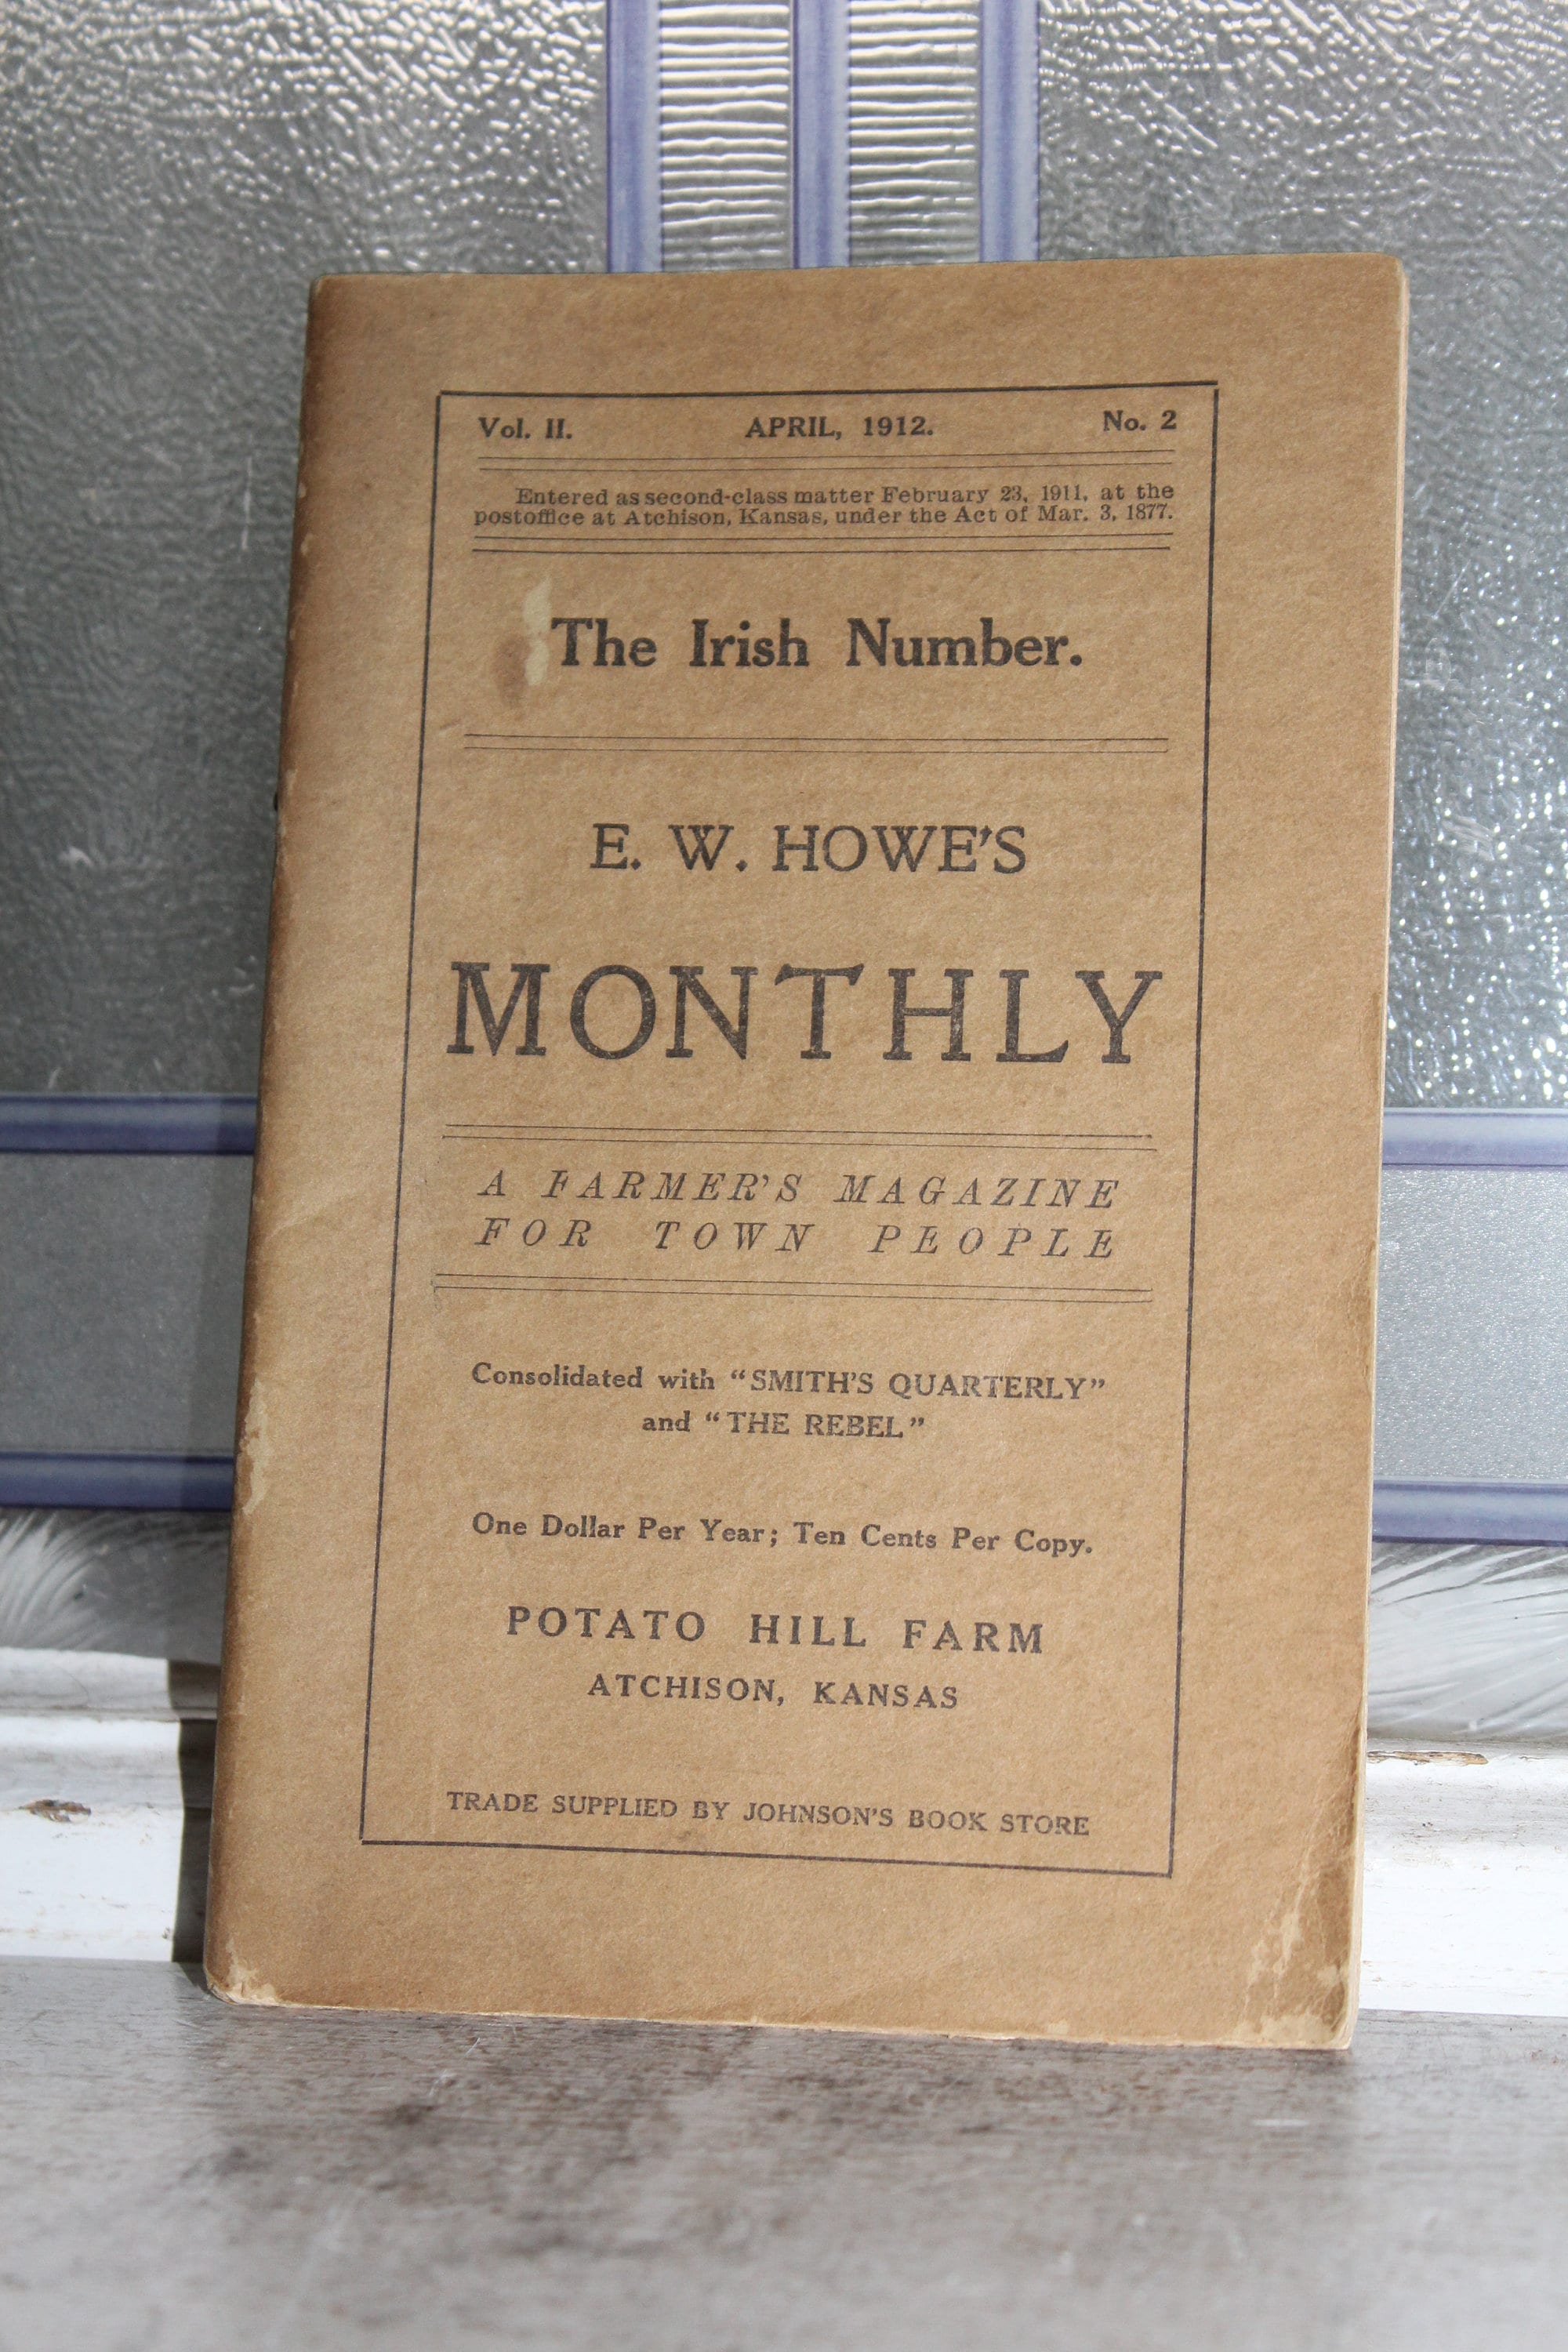 Vol. II. APRIL, 1912. No. 2
Entered as second-class matter February 23, 1911, at the
postoffice at Atchison, Kansas, under the Act of Mar. 3, 1877.
The Irish Number.
E. W. HOWE'S
MONTHLY
A FARMER'S MAGAZINE
FOR TOWN PEOPLE
Consolidated with "SMITH'S QUARTERLY"
and "THE REBEL"
One Dollar Per Year; Ten Cents Per Copy.
POTATO HILL FARM
ATCHISON, KANSAS
TRADE SUPPLIED BY JOHNSON'S BOOK STORE